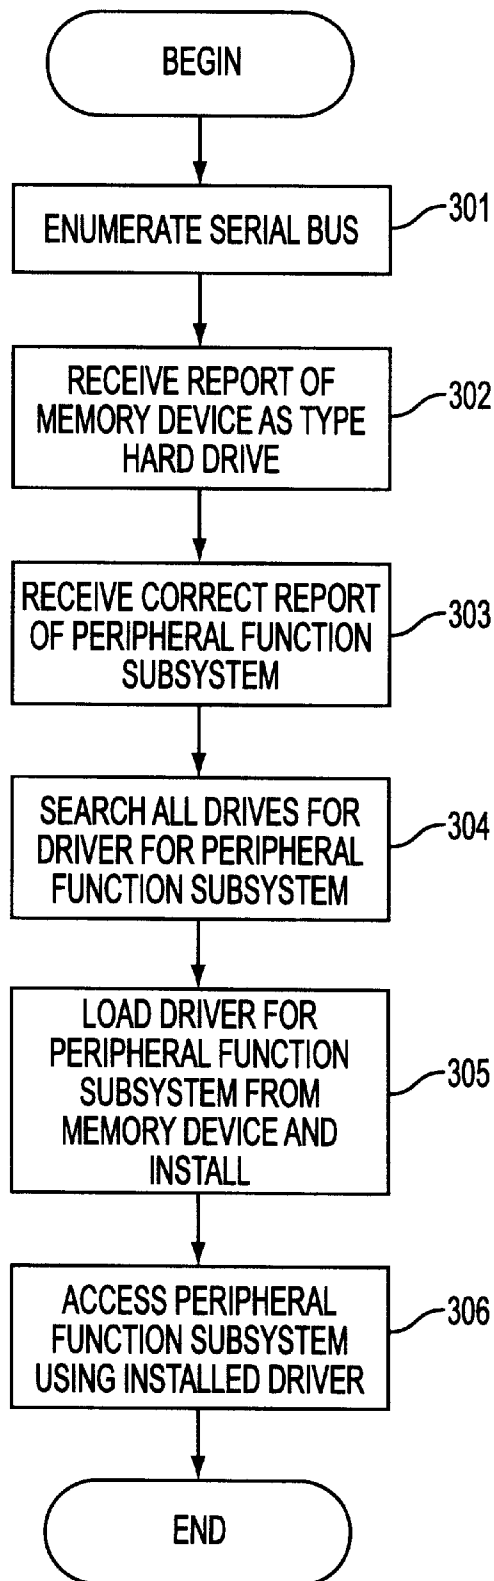 BEGIN
ENUMERATE SERIAL BUS
301
RECEIVE REPORT OF
MEMORY DEVICE AS TYPE
HARD DRIVE
302
RECEIVE CORRECT REPORT
OF PERIPHERAL FUNCTION
SUBSYSTEM
303
SEARCH ALL DRIVES FOR
DRIVER FOR PERIPHERAL
FUNCTION SUBSYSTEM
304
LOAD DRIVER FOR
PERIPHERAL FUNCTION
SUBSYSTEM FROM
MEMORY DEVICE AND
INSTALL
305
ACCESS PERIPHERAL
FUNCTION SUBSYSTEM
USING INSTALLED DRIVER
306
END